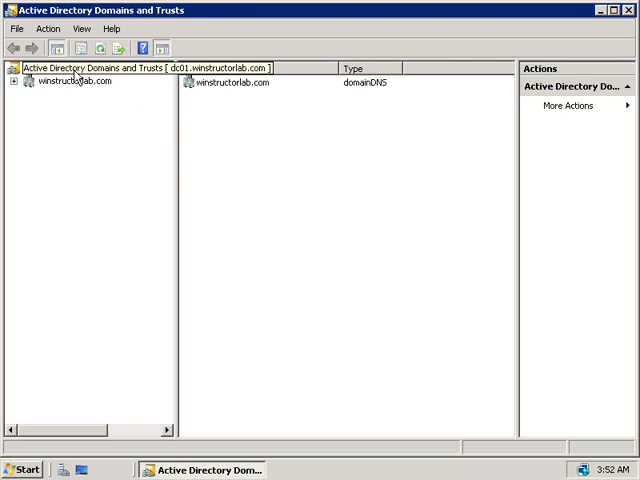 Active Directory Domains and Trusts
File Action View Help
Active Directory Domains and Trusts [ dc01.winstructorlab.com ]
Type
Actions
winstructorlab.com
winstructorlab.com domainDNS
Active Directory Do...
More Actions
Start
Active Directory Dom...
3:52 AM